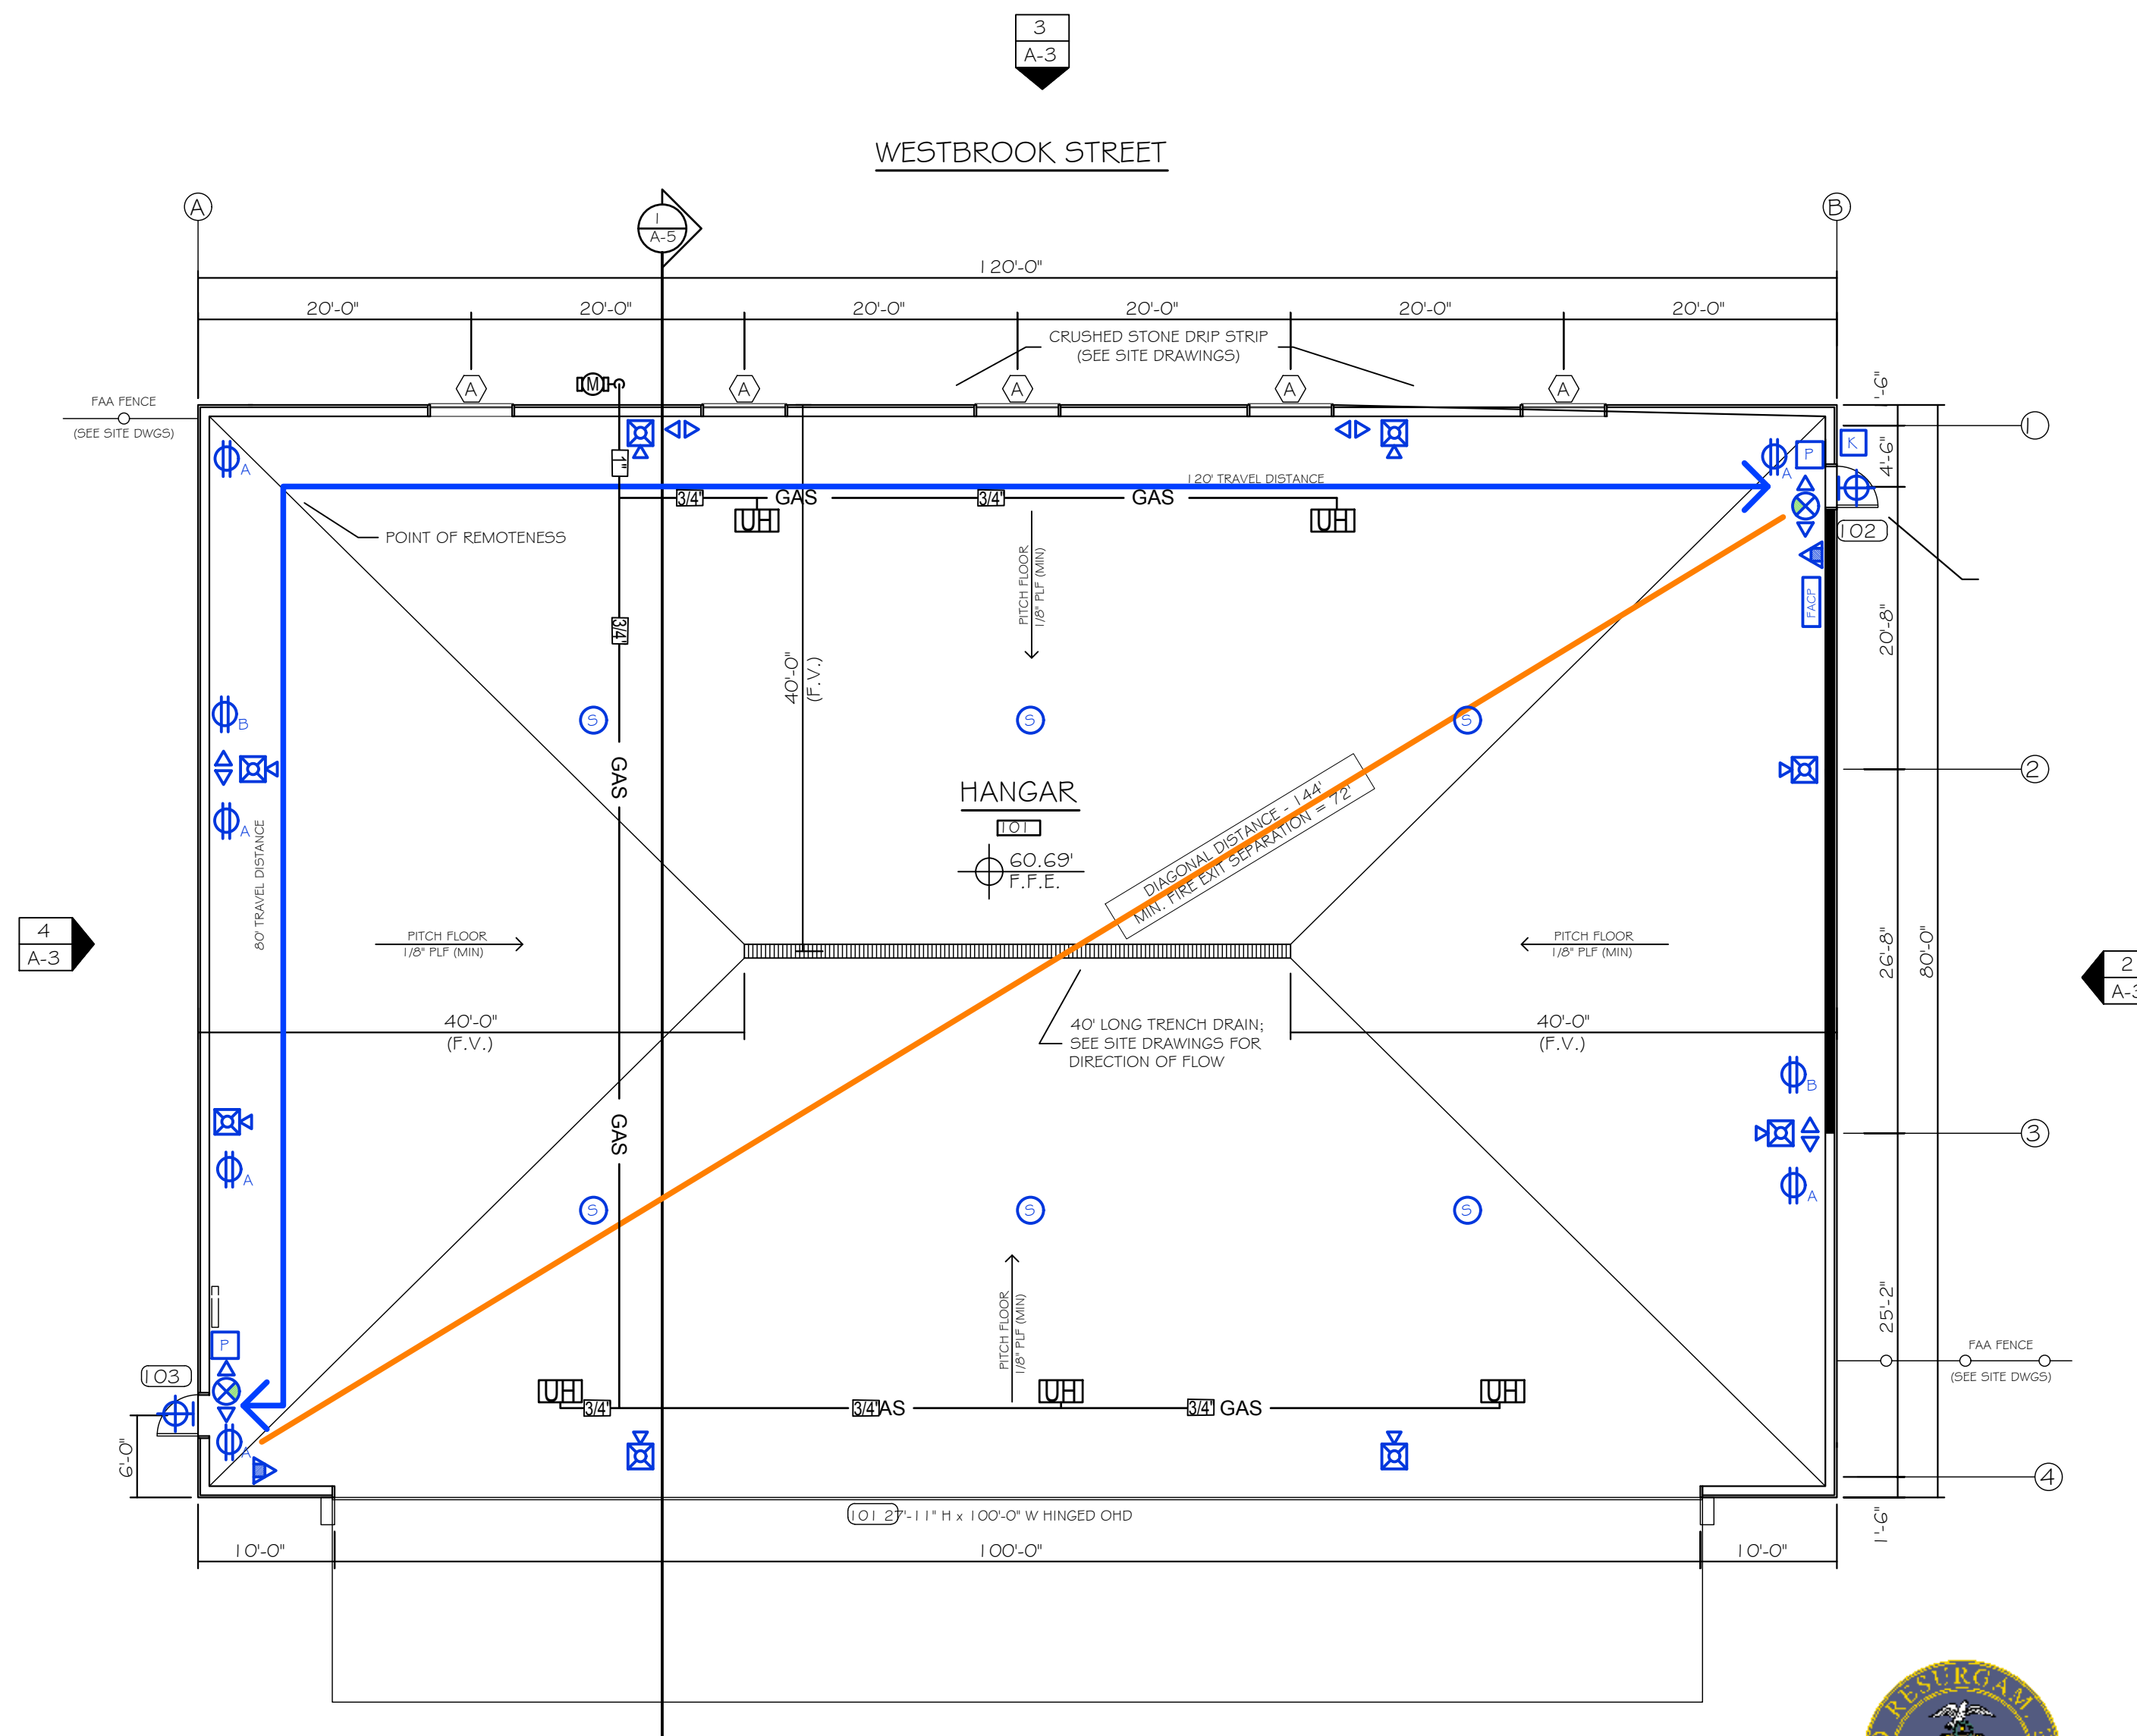 3
A-3
WESTBROOK STREET
A
B
1
A-5
120'-0"
20'-0"
20'-0"
20'-0"
20'-0"
20'-0"
20'-0"
CRUSHED STONE DRIP STRIP
(SEE SITE DRAWINGS)
FAA FENCE
(SEE SITE DWGS)
A
M
A
A
A
A
1'-6"
1
K
P
A
A
4'-6"
1"
120' TRAVEL DISTANCE
3/4"
GAS
3/4"
GAS
UH
UH
102
POINT OF REMOTENESS
PITCH FLOOR
1/8" PLF (MIN)
FACP
3/4"
20'-8"
40'-0"
(F.V.)
B
S
S
S
GAS
2
HANGAR
101
60.69'
F.F.E.
DIAGONAL DISTANCE - 144'
MIN. FIRE EXIT SEPARATION = 72'
A
80' TRAVEL DISTANCE
4
A-3
PITCH FLOOR
1/8" PLF (MIN)
PITCH FLOOR
1/8" PLF (MIN)
26'-8"
80'-0"
2
A-3
40'-0"
(F.V.)
40' LONG TRENCH DRAIN;
SEE SITE DRAWINGS FOR
DIRECTION OF FLOW
40'-0"
(F.V.)
B
GAS
3
A
A
S
S
S
PITCH FLOOR
1/8" PLF (MIN)
25'-2"
FAA FENCE
(SEE SITE DWGS)
P
103
UH
UH
UH
3/4"
3/4"AS
3/4"
GAS
A
6'-0"
4
101 27'-11" H x 100'-0" W HINGED OHD
1'-6"
10'-0"
100'-0"
10'-0"
RESURGAM.